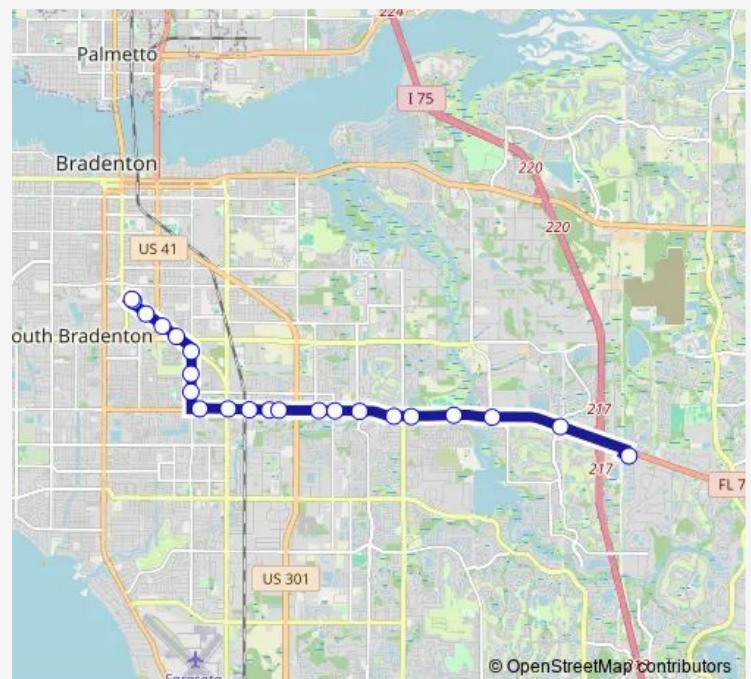 224
Palmetto
I 75
Bradenton
220
220
US 41
outh Bradenton
217
217
FL 7
US 301
© OpenStreetMap contributors